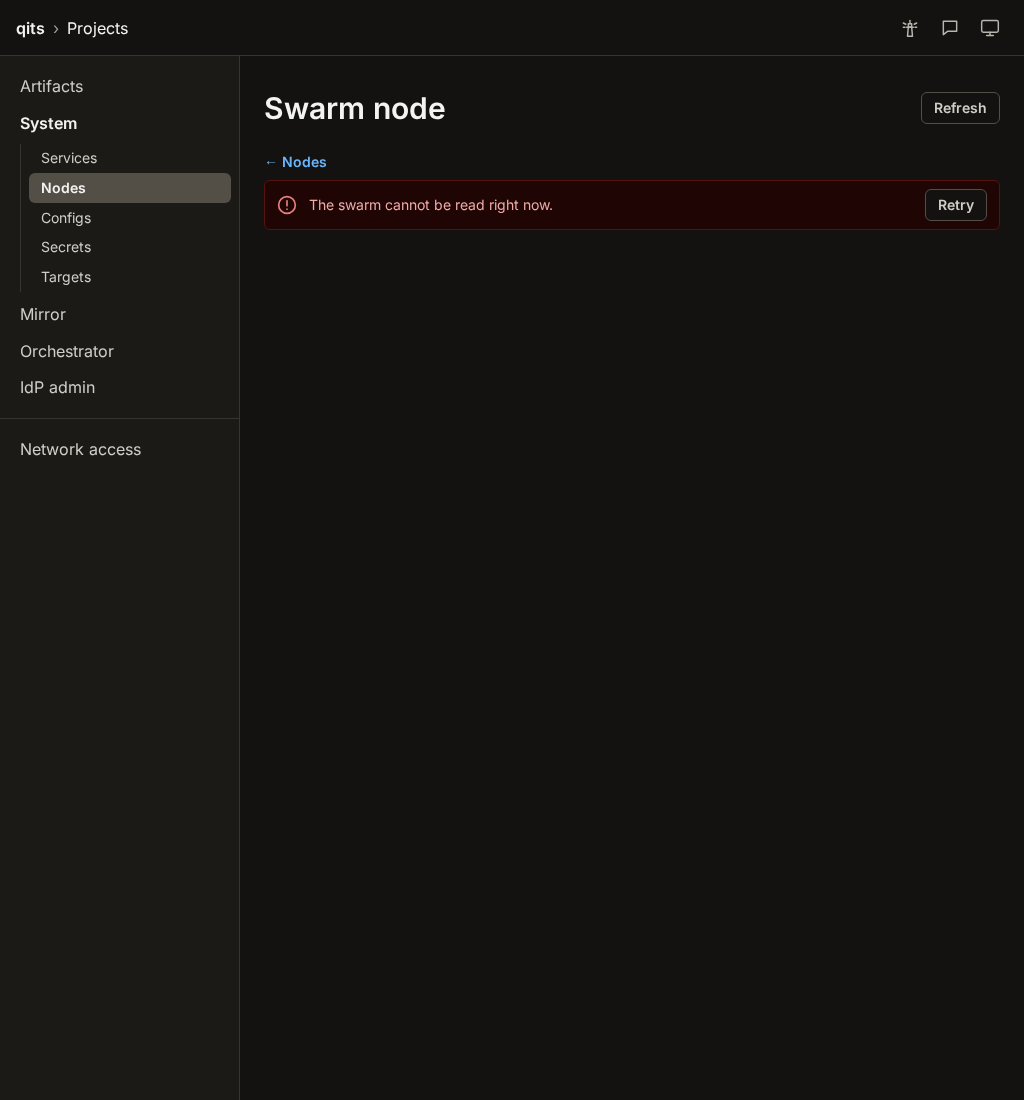 qits › Projects
Artifacts
System
Services
Nodes
Configs
Secrets
Targets
Mirror
Orchestrator
IdP admin
Network access
Swarm node
Refresh
← Nodes
The swarm cannot be read right now.
Retry